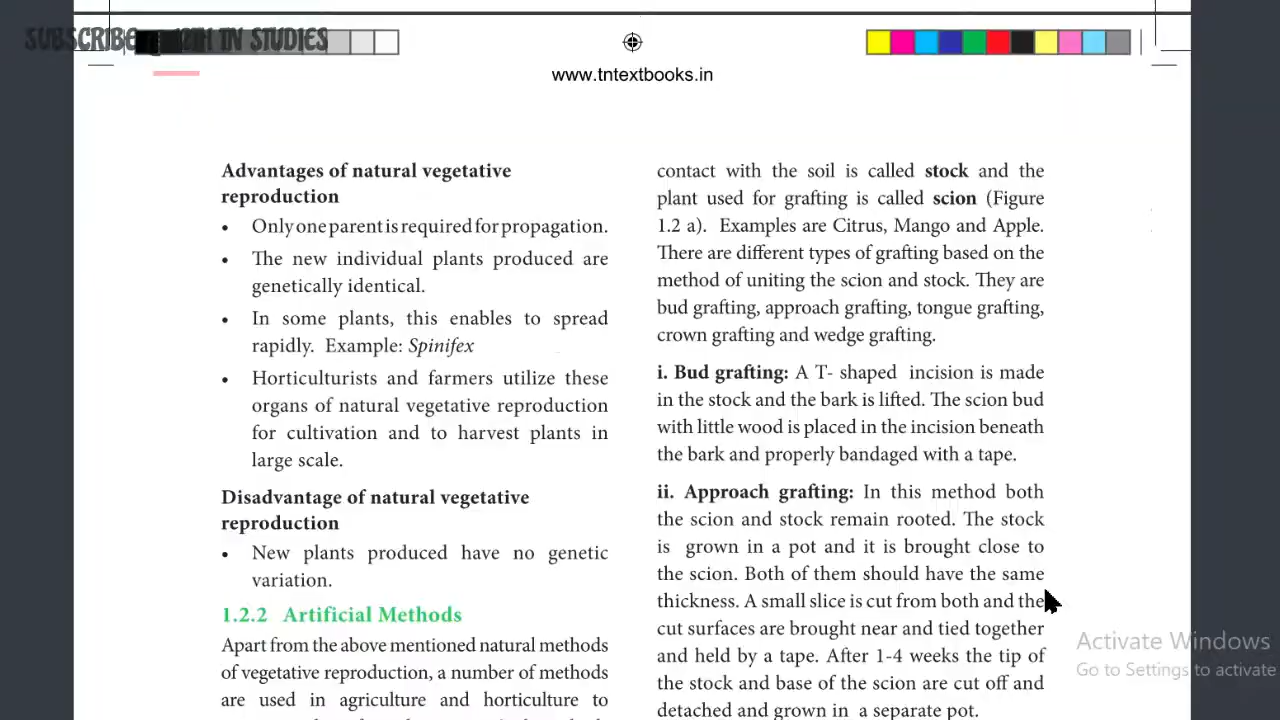 SUBSCRIBE
IN STUDIES
www.tntextbooks.in
Advantages of natural vegetative
reproduction
• Only one parent is required for propagation.
• The new individual plants produced are
genetically identical.
• In some plants, this enables to spread
rapidly. Example: Spinifex
• Horticulturists and farmers utilize these
organs of natural vegetative reproduction
for cultivation and to harvest plants in
large scale.
Disadvantage of natural vegetative
reproduction
• New plants produced have no genetic
variation.
1.2.2 Artificial Methods
Apart from the above mentioned natural methods
of vegetative reproduction, a number of methods
are used in agriculture and horticulture to
contact with the soil is called stock and the
plant used for grafting is called scion (Figure
1.2 a). Examples are Citrus, Mango and Apple.
There are different types of grafting based on the
method of uniting the scion and stock. They are
bud grafting, approach grafting, tongue grafting,
crown grafting and wedge grafting.
i. Bud grafting: A T- shaped incision is made
in the stock and the bark is lifted. The scion bud
with little wood is placed in the incision beneath
the bark and properly bandaged with a tape.
ii. Approach grafting: In this method both
the scion and stock remain rooted. The stock
is grown in a pot and it is brought close to
the scion. Both of them should have the same
thickness. A small slice is cut from both and the
cut surfaces are brought near and tied together
and held by a tape. After 1-4 weeks the tip of
the stock and base of the scion are cut off and
detached and grown in a separate pot.
Activate Windows
Go to Settings to activate